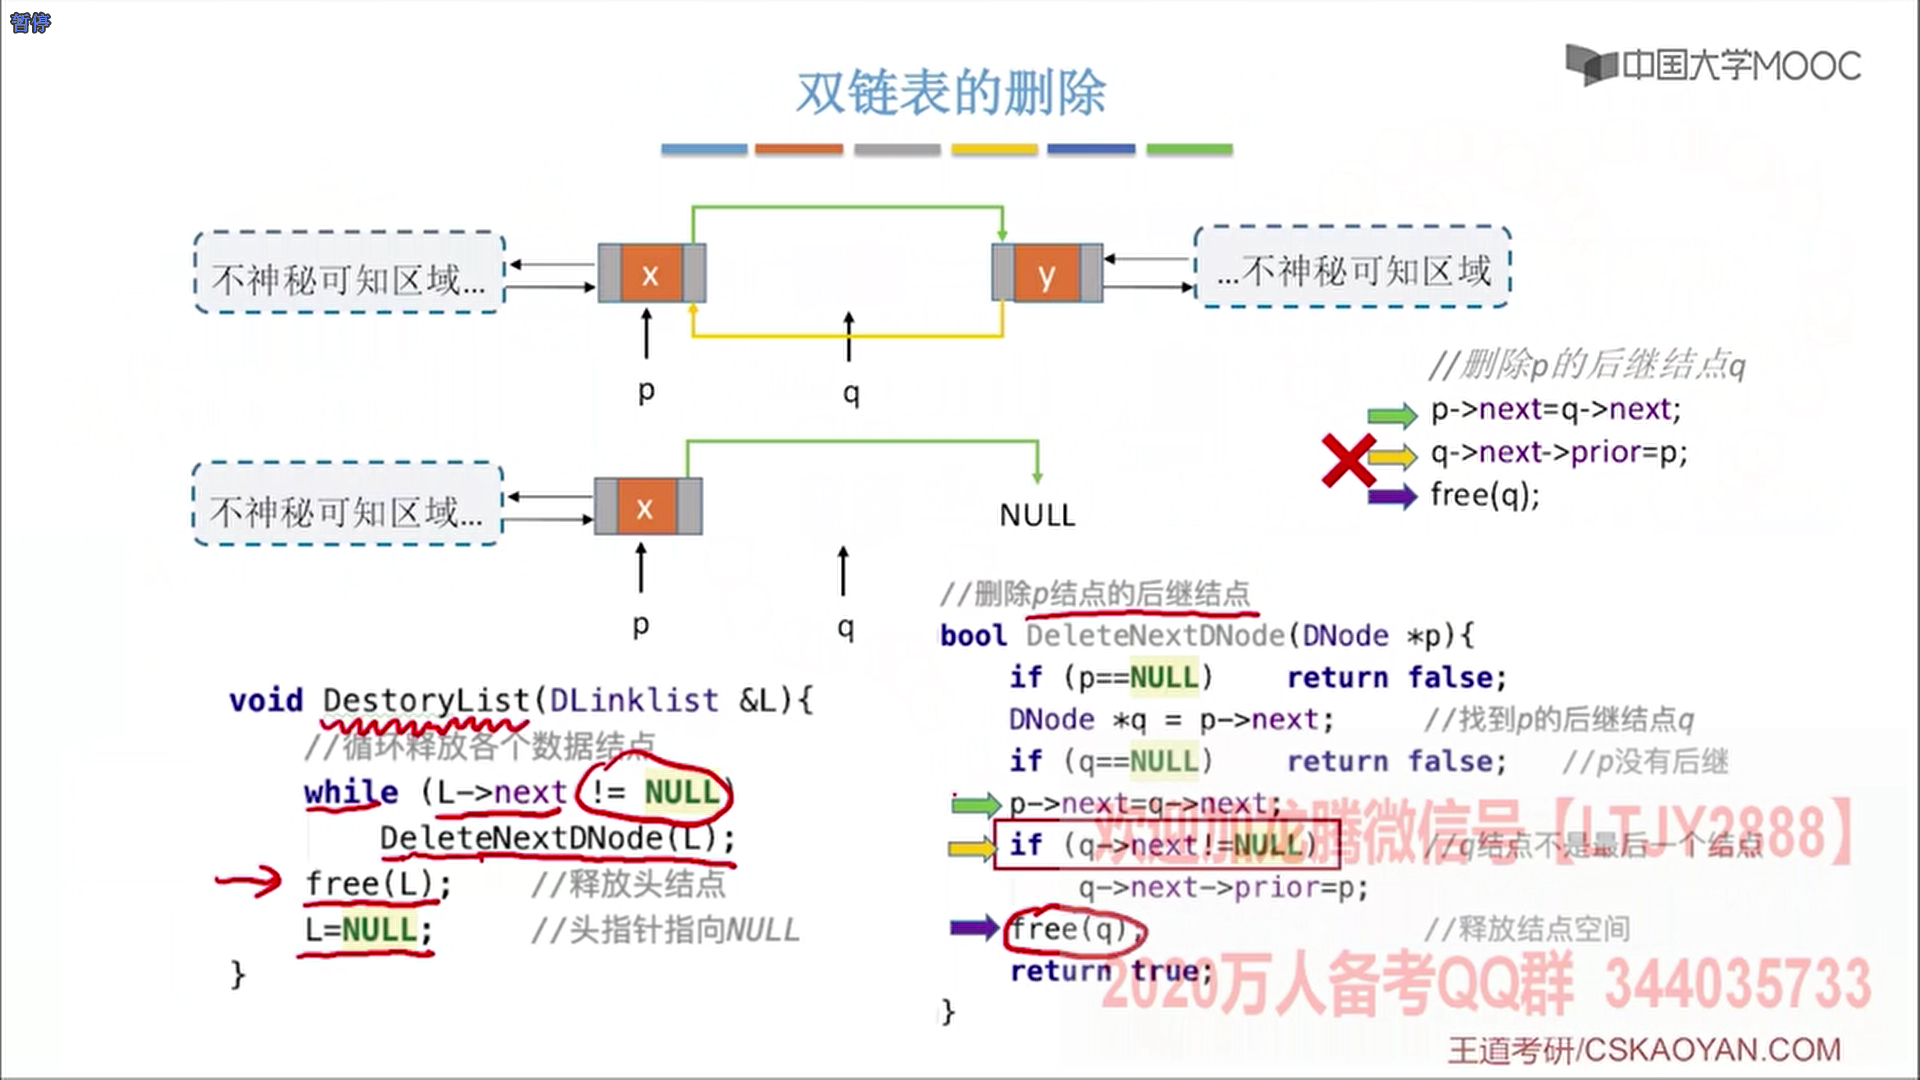 暂停
中国大学MOOC
双链表的删除
不神秘可知区域...
x
y
...不神秘可知区域
p
q
//删除p的后继结点q
p->next=q->next;
q->next->prior=p;
free(q);
不神秘可知区域...
x
NULL
p
q
void DestoryList(DLinklist &L){
//循环释放各个数据结点
while (L->next != NULL)
DeleteNextDNode(L);
free(L); //释放头结点
L=NULL; //头指针指向NULL
}
//删除p结点的后继结点
bool DeleteNextDNode(DNode *p){
if (p==NULL) return false;
DNode *q = p->next; //找到p的后继结点q
if (q==NULL) return false; //p没有后继
p->next=q->next;
欢迎加龙腾微信号【LTJY2888】
if (q->next!=NULL) //q结点不是最后一个结点
q->next->prior=p;
free(q); //释放结点空间
return true;
2020万人备考QQ群 344035733
}
王道考研/CSKAOYAN.COM